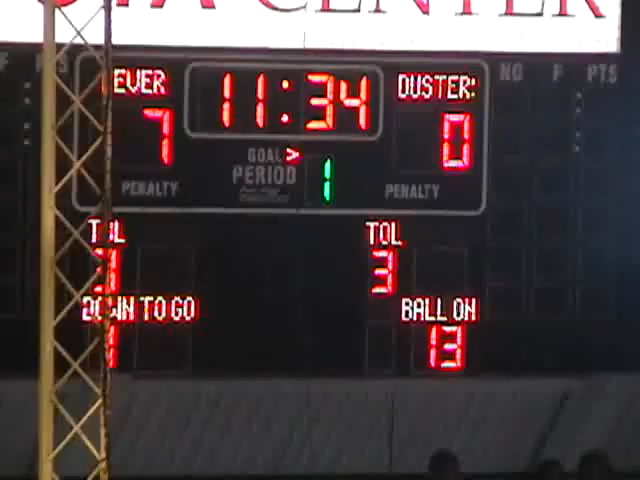 CENTER
NO P PTS
EVER 11:34 DUSTER:
7 0
GOAL >
PERIOD 1
PENALTY PENALTY
TOL TOL
3 3
DOWN TO GO BALL ON
1 13